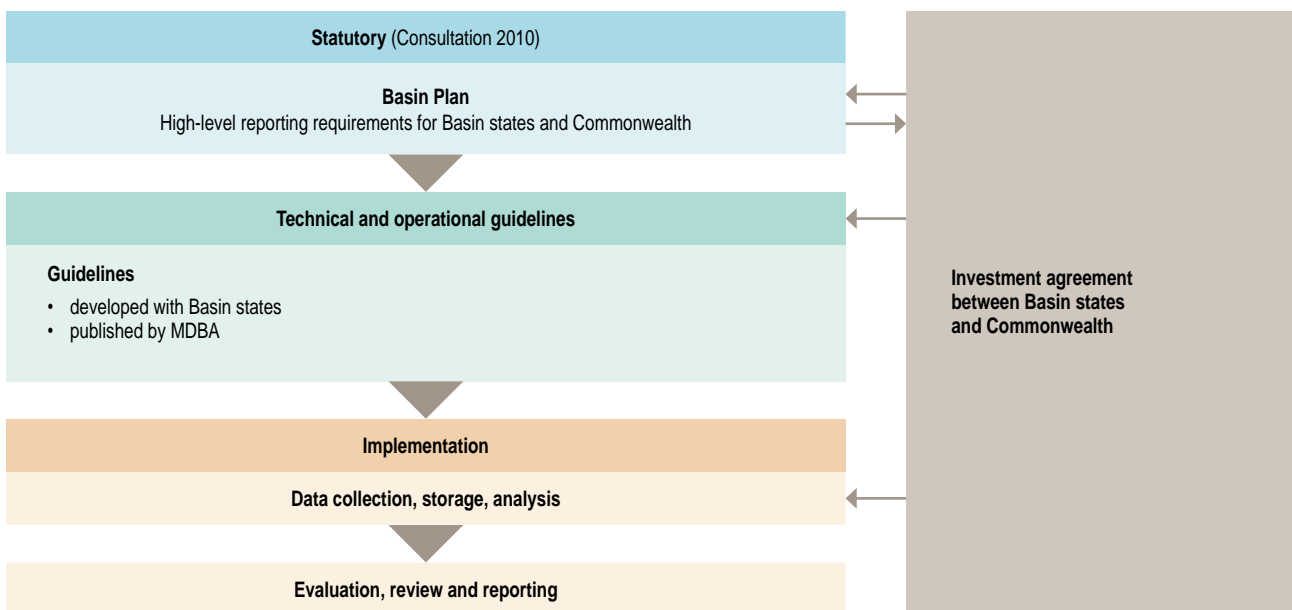 Statutory (Consultation 2010)
Basin Plan
High-level reporting requirements for Basin states and Commonwealth
Technical and operational guidelines
Guidelines
• developed with Basin states
• published by MDBA
Investment agreement
between Basin states
and Commonwealth
Implementation
Data collection, storage, analysis
Evaluation, review and reporting